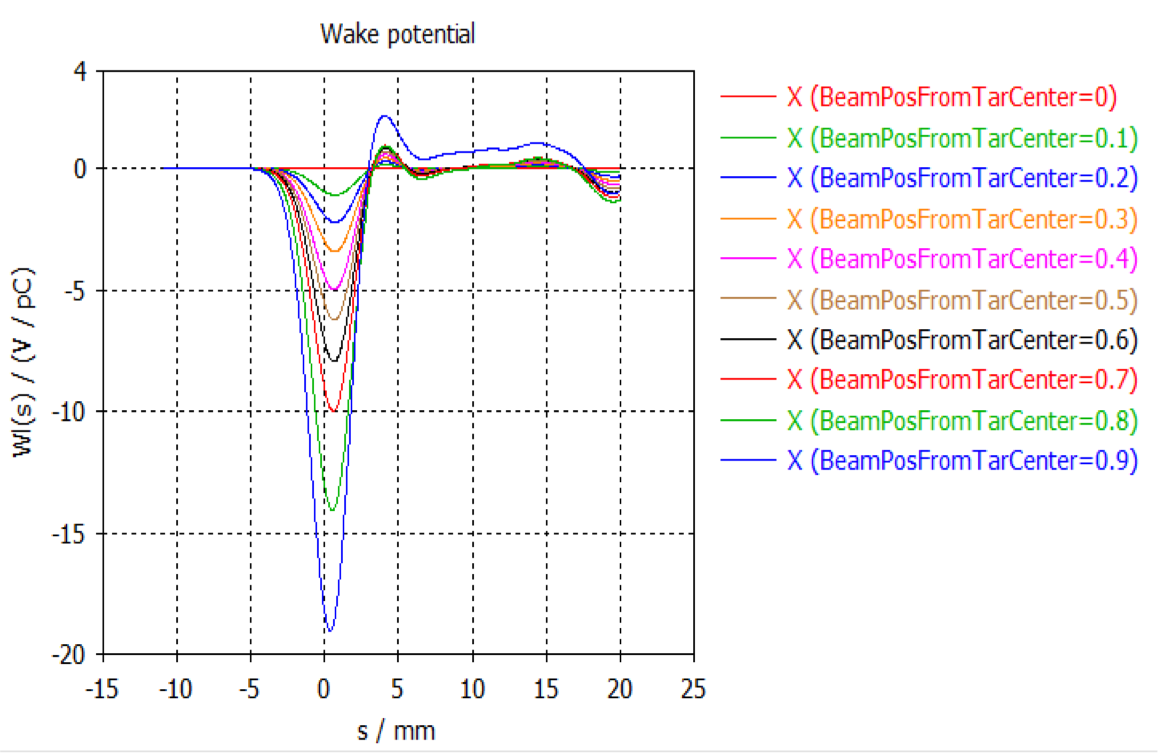 Wake potential
4
0
-5
-10
-15
-20
-15 -10 -5 0 5 10 15 20 25
s / mm
Wl(s) / (V / pC)
X (BeamPosFromTarCenter=0)
X (BeamPosFromTarCenter=0.1)
X (BeamPosFromTarCenter=0.2)
X (BeamPosFromTarCenter=0.3)
X (BeamPosFromTarCenter=0.4)
X (BeamPosFromTarCenter=0.5)
X (BeamPosFromTarCenter=0.6)
X (BeamPosFromTarCenter=0.7)
X (BeamPosFromTarCenter=0.8)
X (BeamPosFromTarCenter=0.9)